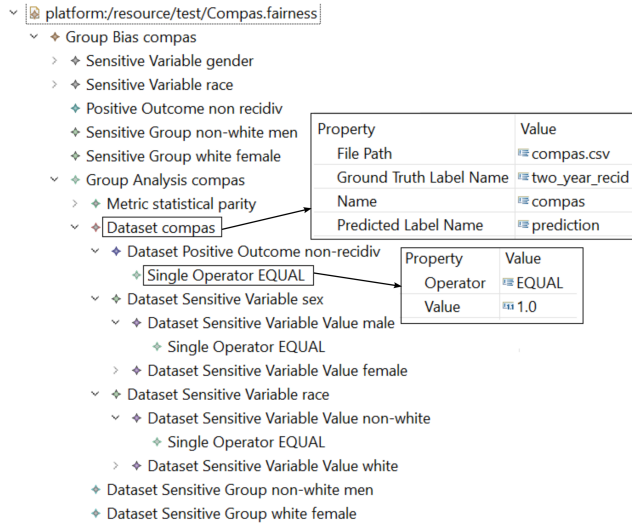 platform:/resource/test/Compas.fairness
Group Bias compas
Sensitive Variable gender
Sensitive Variable race
Positive Outcome non recidiv
Sensitive Group non-white men
Sensitive Group white female
Group Analysis compas
Metric statistical parity
Dataset compas
Dataset Positive Outcome non-recidiv
Single Operator EQUAL
Dataset Sensitive Variable sex
Dataset Sensitive Variable Value male
Single Operator EQUAL
Dataset Sensitive Variable Value female
Dataset Sensitive Variable race
Dataset Sensitive Variable Value non-white
Single Operator EQUAL
Dataset Sensitive Variable Value white
Dataset Sensitive Group non-white men
Dataset Sensitive Group white female
Property Value
File Path compas.csv
Ground Truth Label Name two_year_recid
Name compas
Predicted Label Name prediction
Property Value
Operator EQUAL
Value 1.0